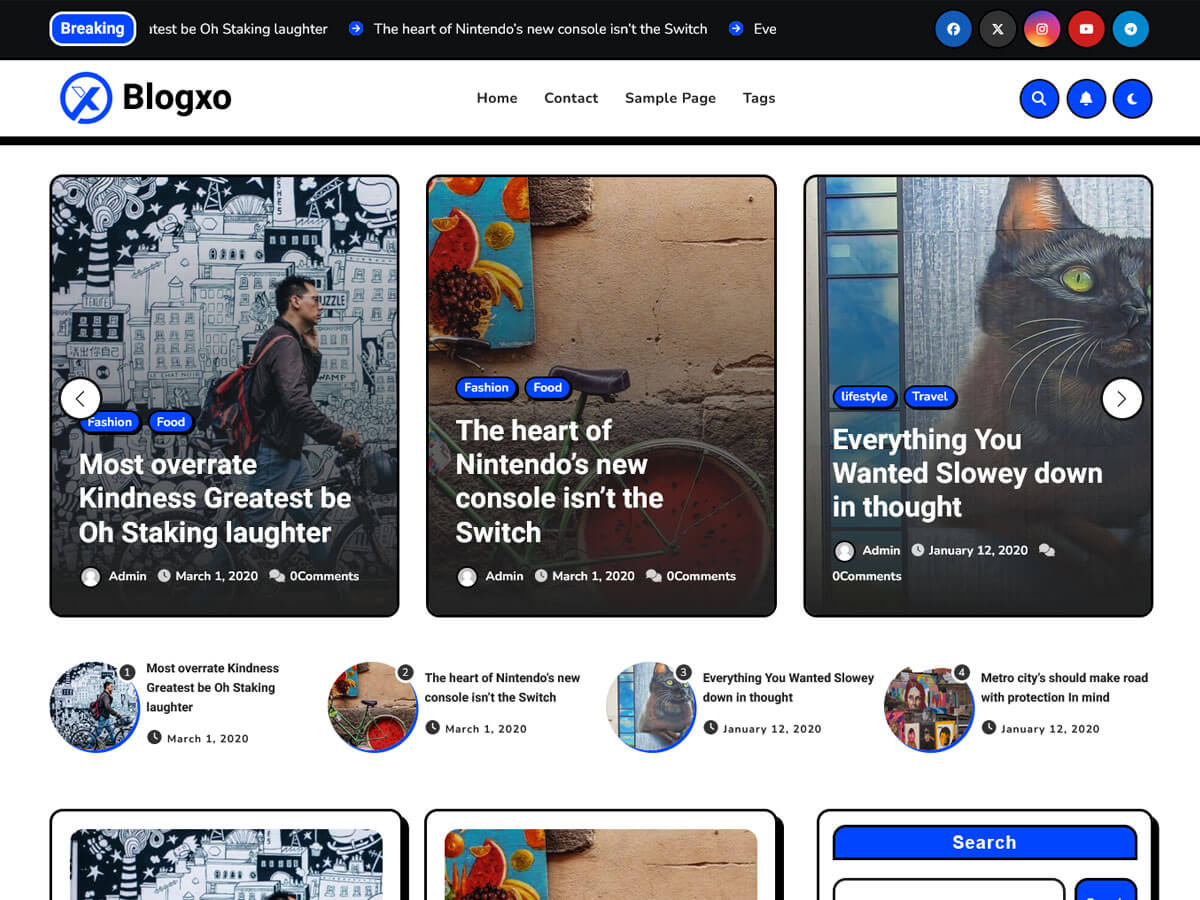 Breaking
test be Oh Staking laughter
The heart of Nintendo’s new console isn’t the Switch
Eve
Blogxo
Home
Contact
Sample Page
Tags
PUZZLE
Fashion
Food
Most overrate
Kindness Greatest be
Oh Staking laughter
Admin
March 1, 2020
0Comments
Fashion
Food
The heart of
Nintendo’s new
console isn’t the
Switch
Admin
March 1, 2020
0Comments
lifestyle
Travel
Everything You
Wanted Slowey down
in thought
Admin
January 12, 2020
0Comments
1
Most overrate Kindness
Greatest be Oh Staking
laughter
March 1, 2020
2
The heart of Nintendo’s new
console isn’t the Switch
March 1, 2020
3
Everything You Wanted Slowey
down in thought
January 12, 2020
4
Metro city’s should make road
with protection In mind
January 12, 2020
Search